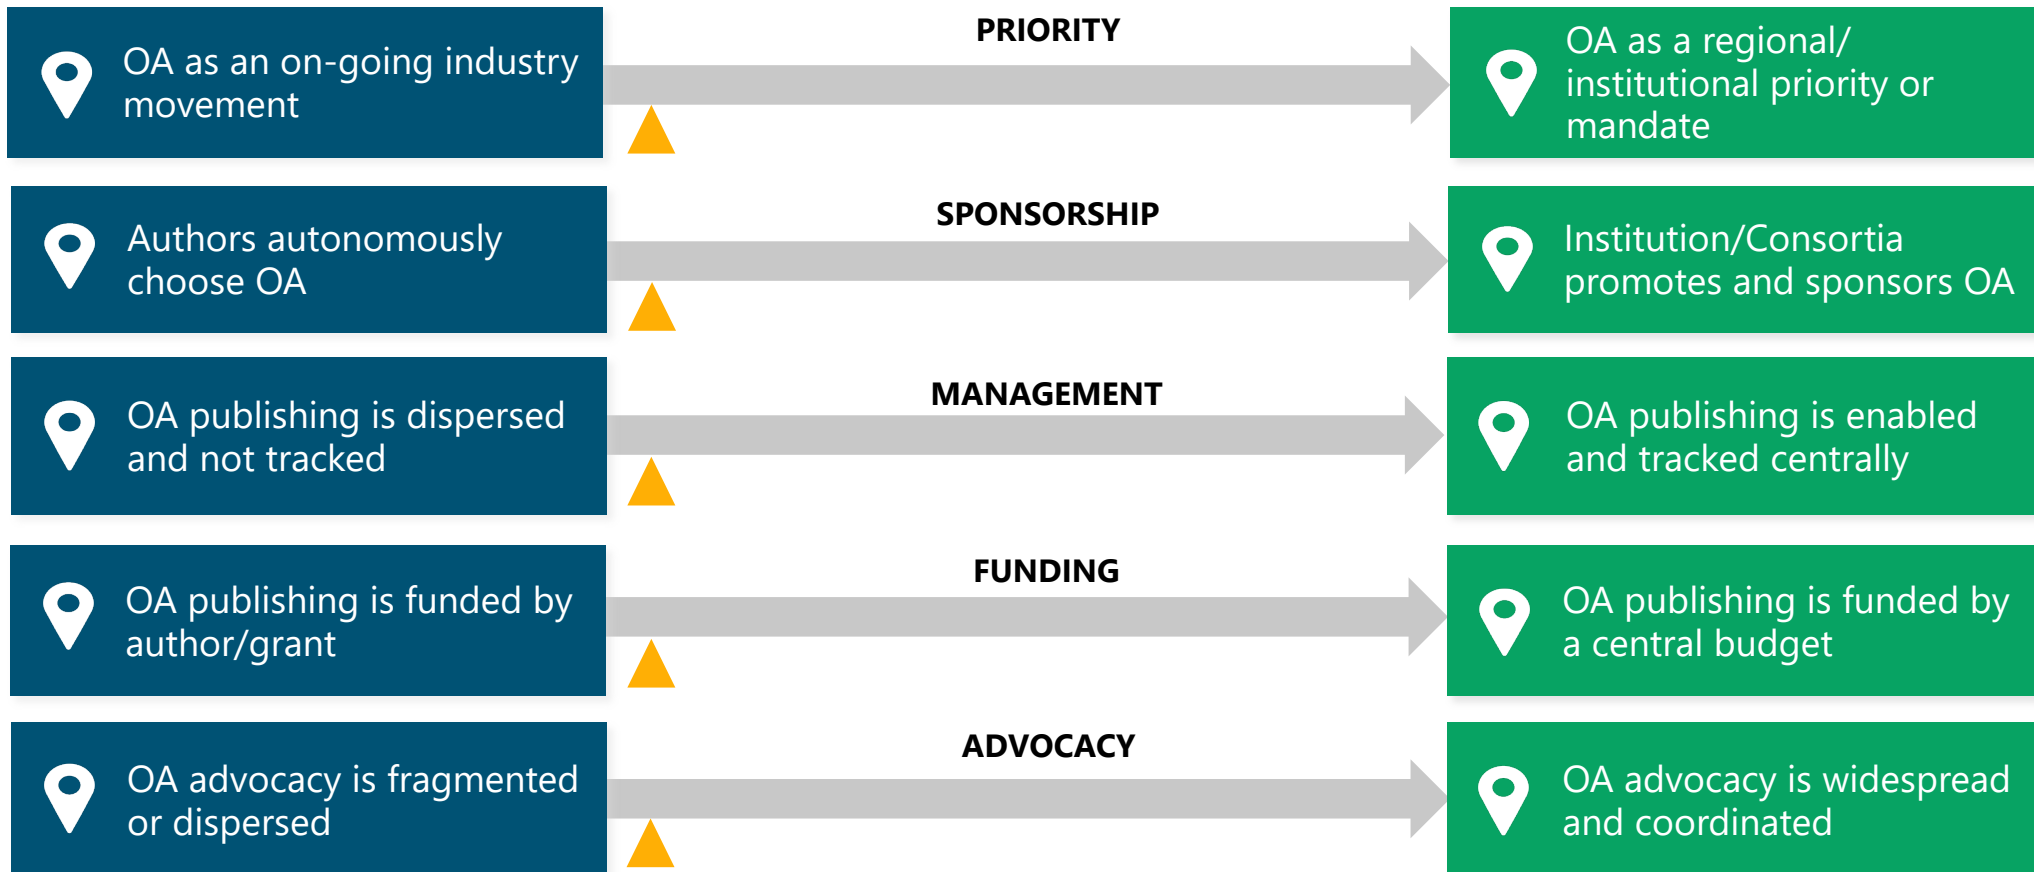 PRIORITY
OA as an on-going industry
movement
OA as a regional/
institutional priority or
mandate
SPONSORSHIP
Authors autonomously
choose OA
Institution/Consortia
promotes and sponsors OA
MANAGEMENT
OA publishing is dispersed
and not tracked
OA publishing is enabled
and tracked centrally
FUNDING
OA publishing is funded by
author/grant
OA publishing is funded by
a central budget
ADVOCACY
OA advocacy is fragmented
or dispersed
OA advocacy is widespread
and coordinated